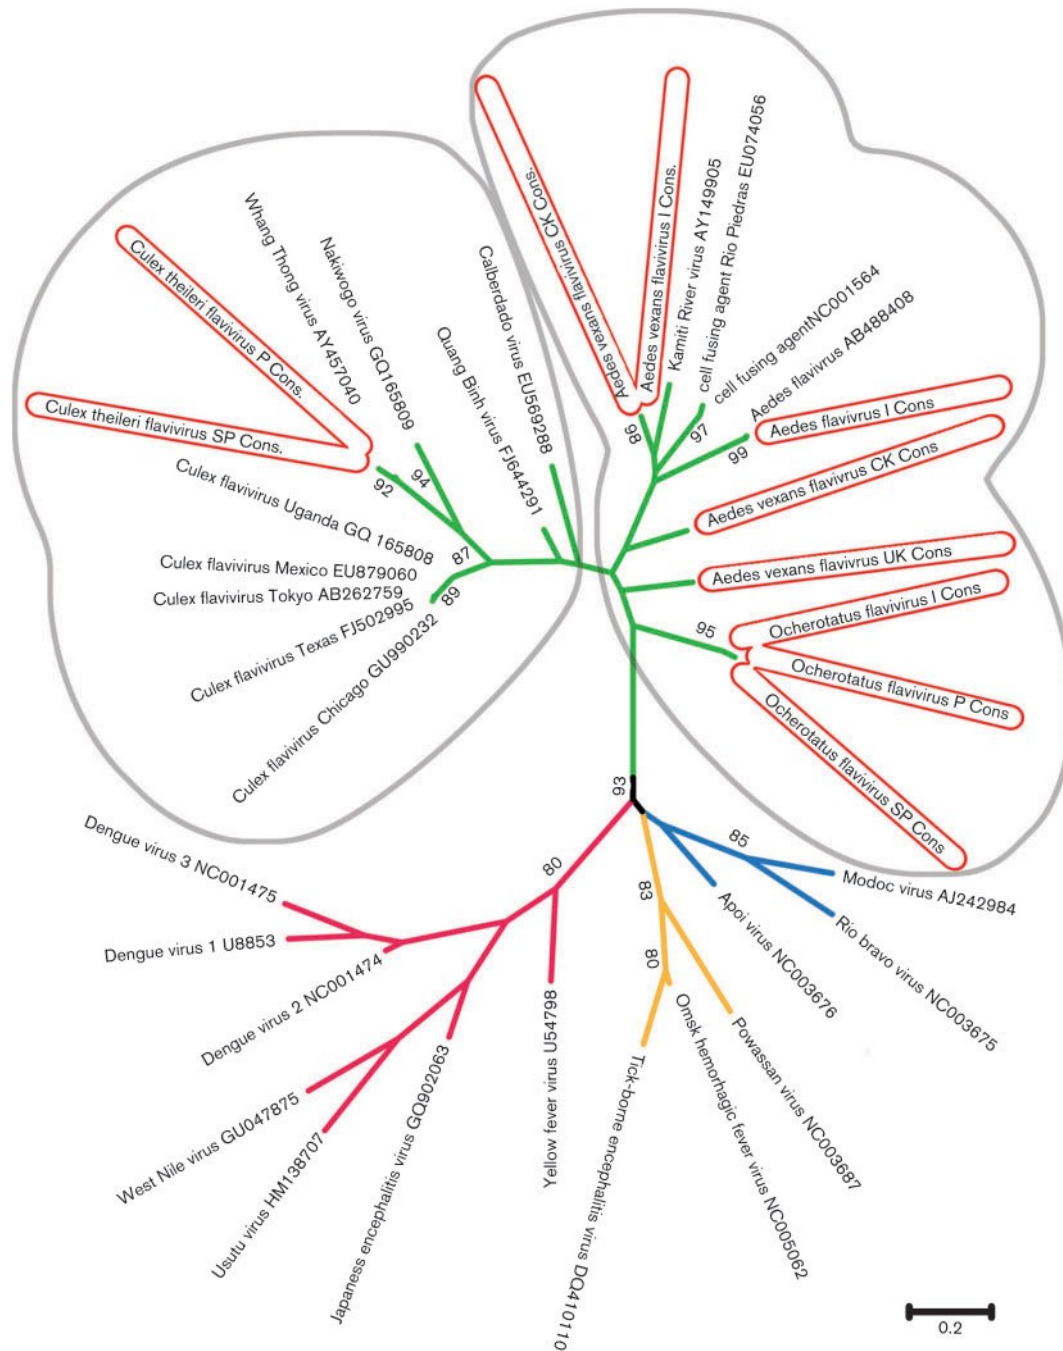 Aedes vexans flavivirus CK Cons.
Aedes vexans flavivirus I Cons.
Kamiti River virus AY149905
cell fusing agent Rio Piedras EU074056
cell fusing agentNC001564
Aedes flavivirus AB488408
Aedes flavivrus I Cons
Aedes vexans flavivrus CK Cons
Aedes vexans flavivrus UK Cons
Ocherotatus flavivirus I Cons
Ocherotatus flavivirus P Cons
Ocherotatus flavivirus SP Cons
98
97
99
95
Calberdado virus EU569288
Quang Binh virus FJ644291
Nakiwogo virus GQ165809
Whang Thong virus AY457040
Culex theileri flavivirus P Cons.
Culex theileri flavivirus SP Cons.
Culex flavivirus Uganda GQ 165808
Culex flavivirus Mexico EU879060
Culex flavivirus Tokyo AB262759
Culex flavivirus Texas FJ502995
Culex flavivirus Chicago GU990232
94
92
87
89
93
80
85
83
80
Dengue virus 3 NC001475
Dengue virus 1 U8853
Dengue virus 2 NC001474
West Nile virus GU047875
Usutu virus HM138707
Japaness encephalitis virus GQ902063
Yellow fever virus U54798
Tick-borne encephalitis virus DQ410110
Omsk hemorhagic fever virus NC005062
Powassan virus NC003687
Apoi virus NC003676
Rio bravo virus NC003675
Modoc virus AJ242984
0.2